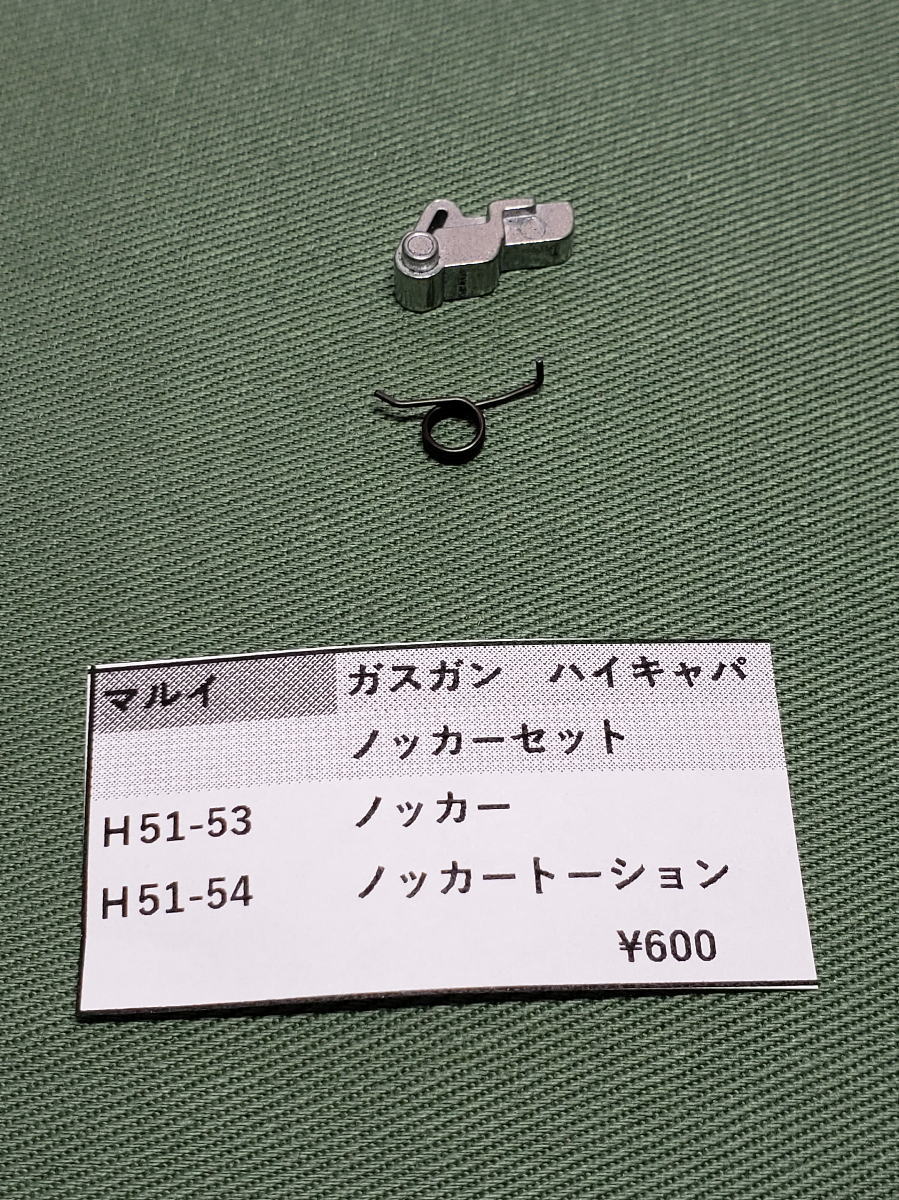 マルイ ガスガン ハイキャパ
ノッカーセット
H51-53 ノッカー
H51-54 ノッカートーション
¥600